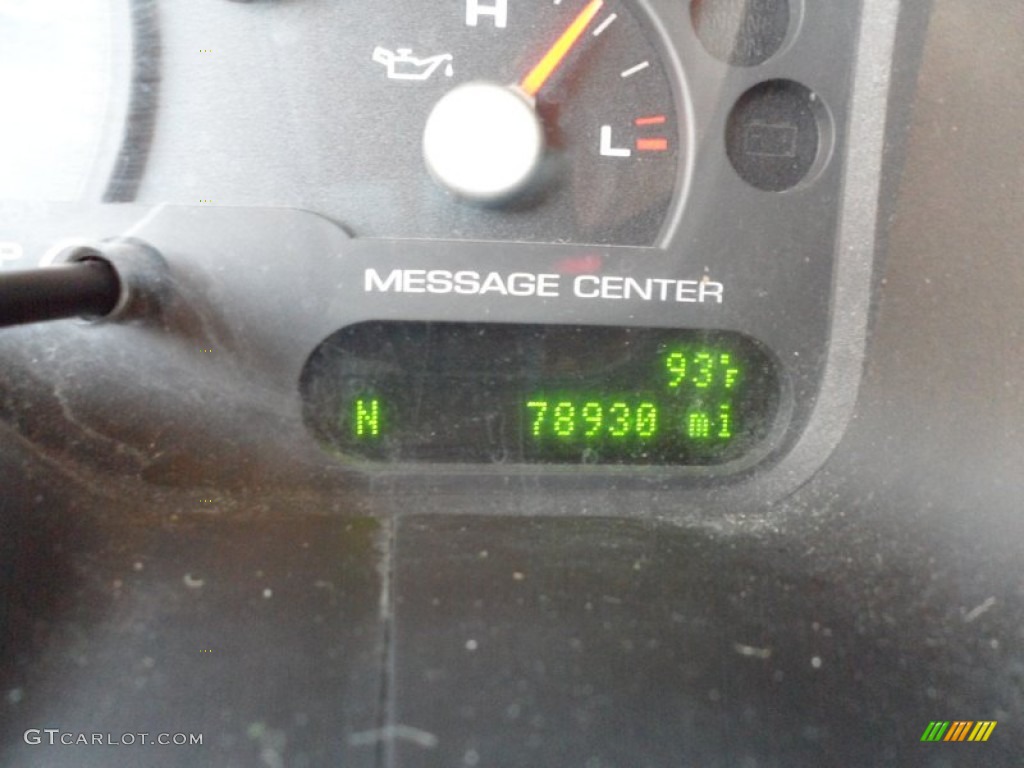 H
L
P
MESSAGE CENTER
93°F
N 78930 mi
GTCARLOT.COM